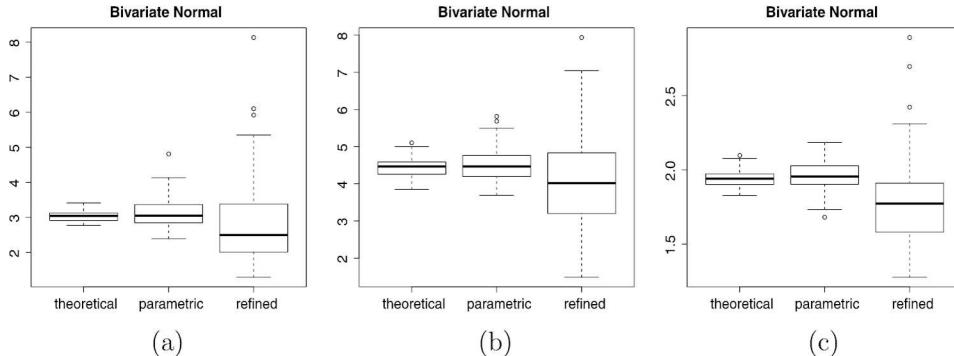 Bivariate Normal
8
7
6
5
4
3
2
theoretical parametric refined
(a)
Bivariate Normal
8
7
6
5
4
3
2
theoretical parametric refined
(b)
Bivariate Normal
2.5
2.0
1.5
theoretical parametric refined
(c)